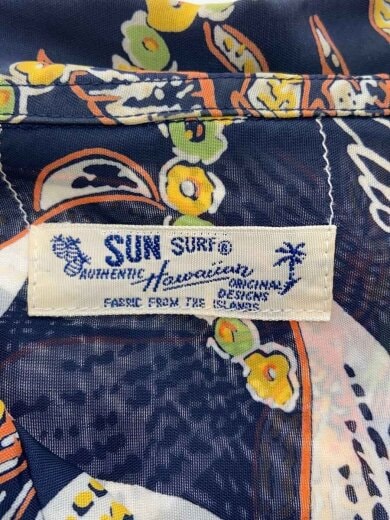 SUN SURF®
AUTHENTIC Hawaiian ORIGINAL
DESIGNS
FABRIC FROM THE ISLANDS